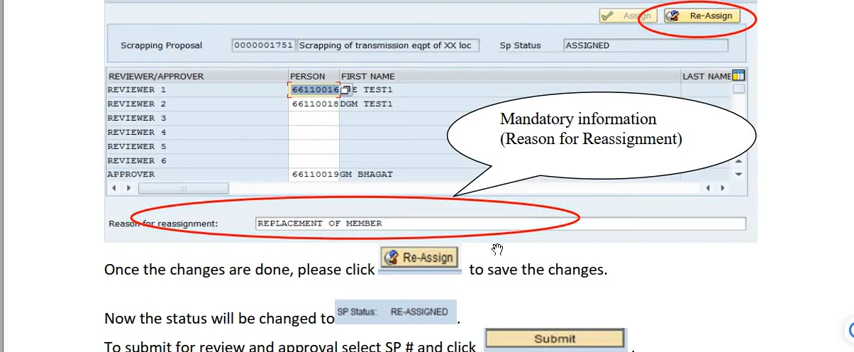 Assign Re-Assign
Scrapping Proposal 0000001751 Scrapping of transmission eqpt of XX loc Sp Status ASSIGNED
REVIEWER/APPROVER PERSON FIRST NAME LAST NAME
REVIEWER 1 66110016 E TEST1
REVIEWER 2 66110018 DGM TEST1
REVIEWER 3
REVIEWER 4
REVIEWER 5
REVIEWER 6
APPROVER 66110019 GM BHAGAT
Mandatory information
(Reason for Reassignment)
Reason for reassignment: REPLACEMENT OF MEMBER
Once the changes are done, please click Re-Assign to save the changes.
Now the status will be changed to SP Status: RE-ASSIGNED .
To submit for review and approval select SP # and click Submit .